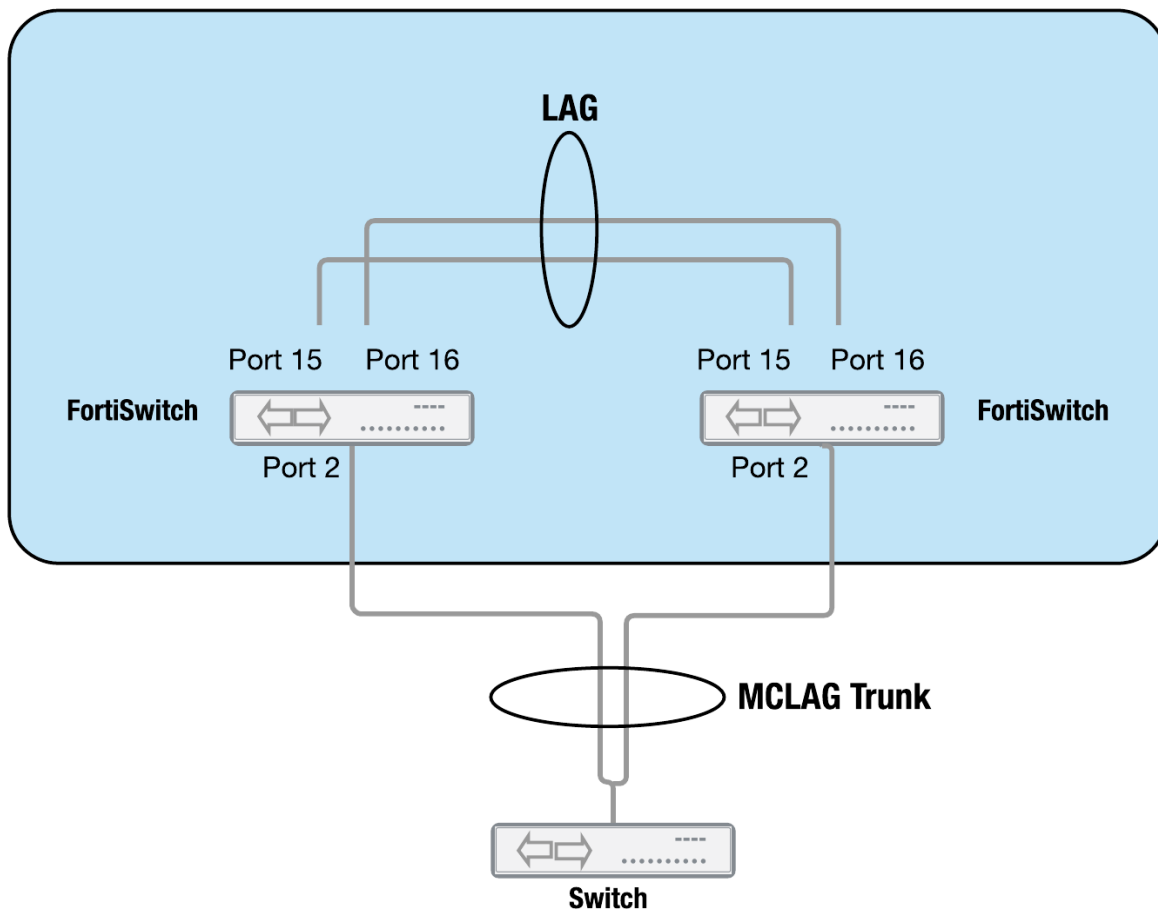 LAG
Port 15
Port 16
Port 15
Port 16
FortiSwitch
FortiSwitch
Port 2
Port 2
MCLAG Trunk
Switch